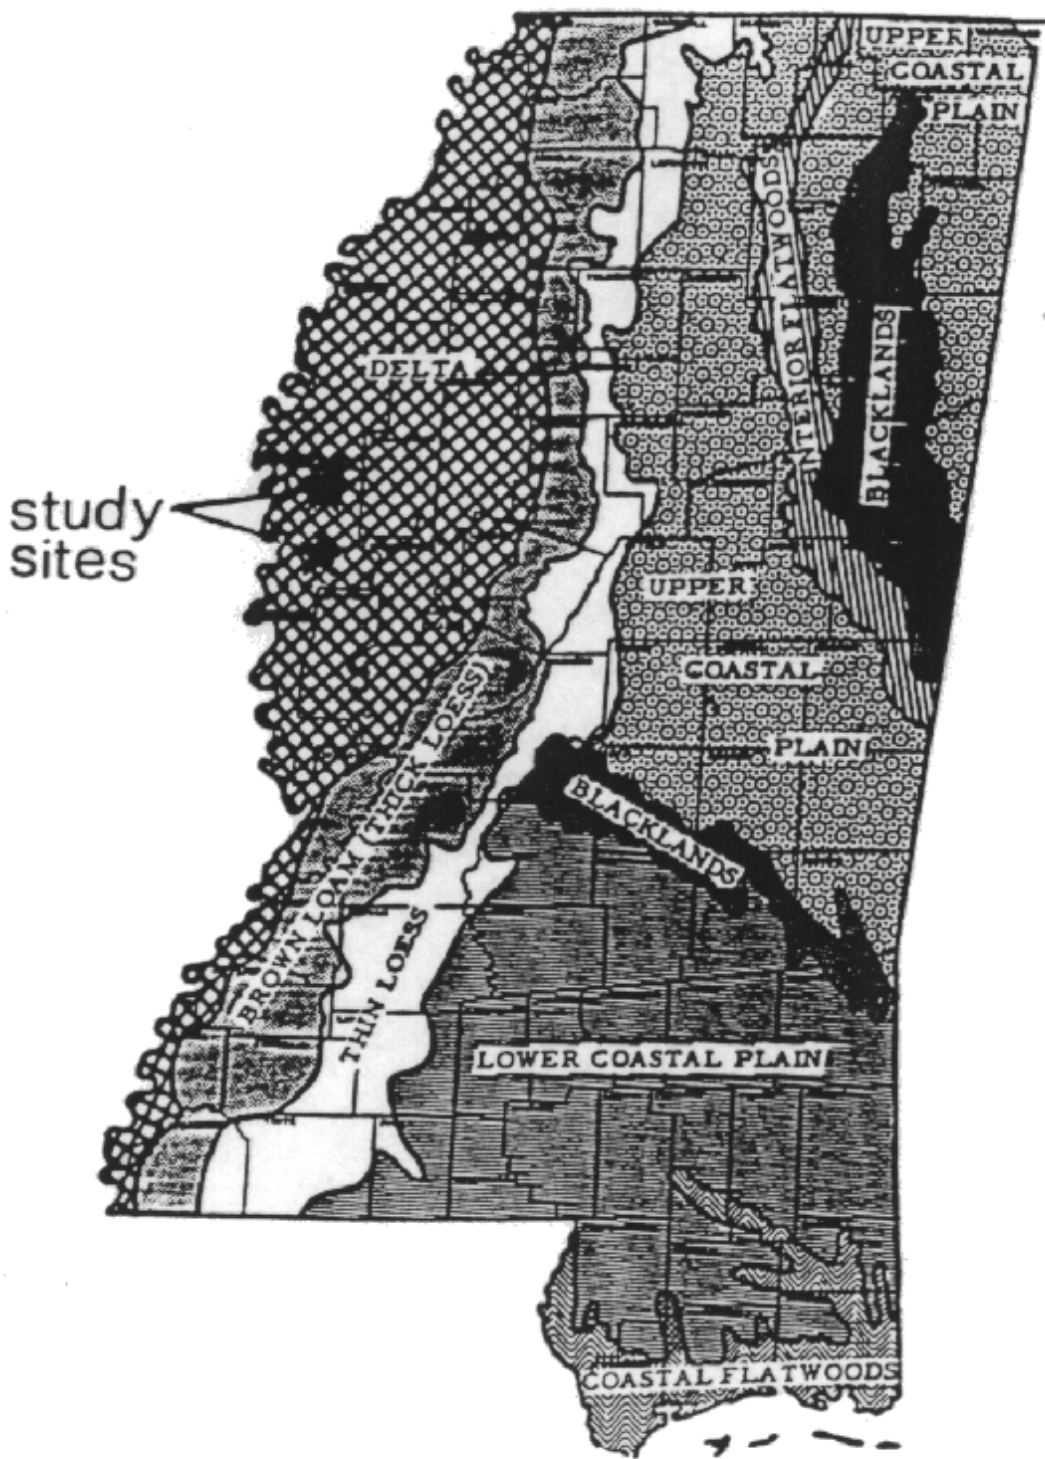 UPPER
COASTAL
PLAIN
INTERIOR FLATWOODS
DELTA
BLACKLANDS
study
sites
UPPER
COASTAL
PLAIN
BROWN LOAM (THICK LOESS)
BLACKLANDS
THIN LOESS
LOWER COASTAL PLAIN
COASTAL FLATWOODS